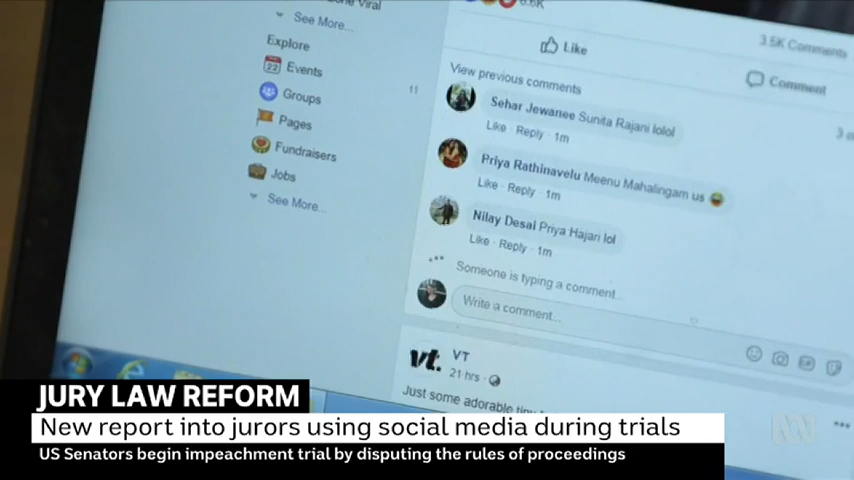 See More...
Explore
Events
Groups
11
Pages
Fundraisers
Jobs
See More...
6.6K
3.5K Comments
Like
Comment
View previous comments
Sehar Jewanee Sunita Rajani lolol
Like · Reply · 1m
Priya Rathinavelu Meenu Mahalingam us
Like · Reply · 1m
Nilay Desai Priya Hajari lol
Like · Reply · 1m
Someone is typing a comment...
Write a comment...
vt.
VT
21 hrs
Just some adorable
JURY LAW REFORM
New report into jurors using social media during trials
US Senators begin impeachment trial by disputing the rules of proceedings